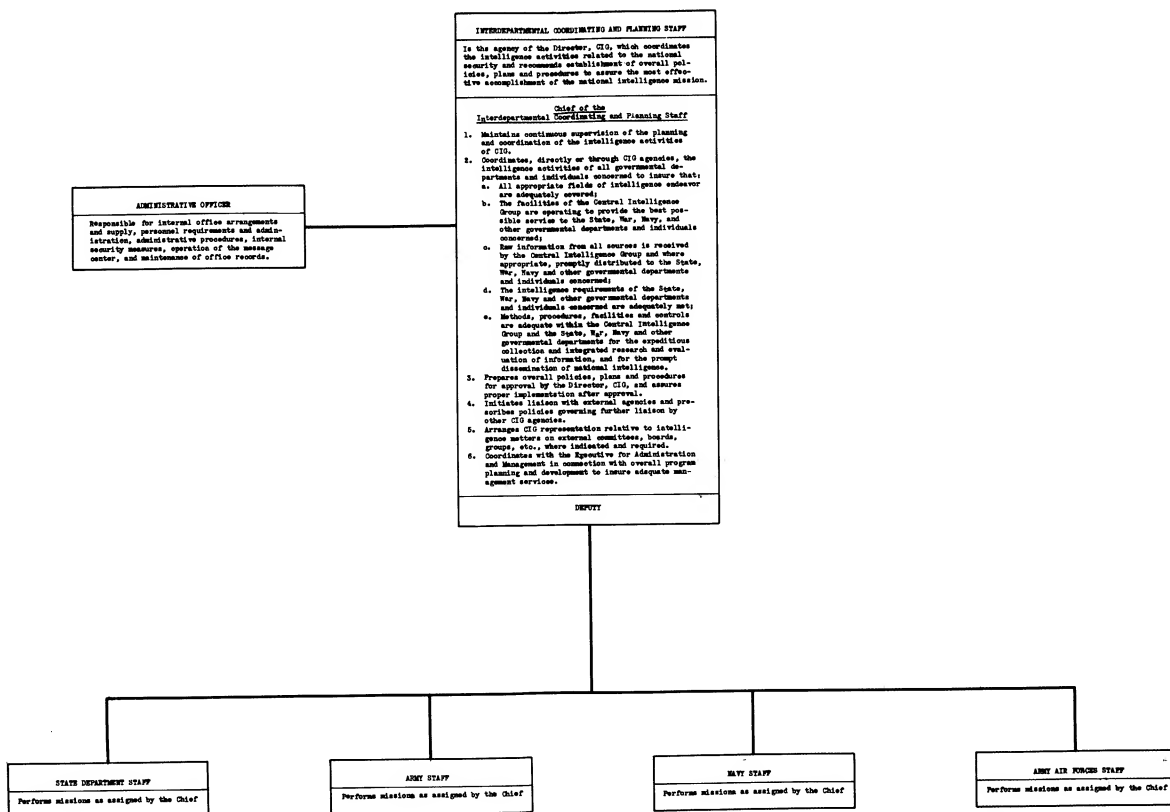 INTERDEPARTMENTAL COORDINATING AND PLANNING STAFF
Is the agency of the Director, CIG, which coordinates
the intelligence activities related to the national
security and recommends establishment of overall pol-
icies, plans and procedures to assure the most effec-
tive accomplishment of the national intelligence mission.
Chief of the
Interdepartmental Coordinating and Planning Staff
1. Maintains continuous supervision of the planning
and coordination of the intelligence activities
of CIG.
2. Coordinates, directly or through CIG agencies, the
intelligence activities of all governmental de-
partments and individuals concerned to insure that:
a. All appropriate fields of intelligence endeavor
are adequately covered;
b. The facilities of the Central Intelligence
Group are operating to provide the best pos-
sible service to the State, War, Navy, and
other governmental departments and individuals
concerned;
c. Raw information from all sources is received
by the Central Intelligence Group and where
appropriate, promptly distributed to the State,
War, Navy and other governmental departments
and individuals concerned;
d. The intelligence requirements of the State,
War, Navy and other governmental departments
and individuals concerned are adequately met;
e. Methods, procedures, facilities and controls
are adequate within the Central Intelligence
Group and the State, War, Navy and other
governmental departments for the expeditious
collection and integrated research and eval-
uation of information, and for the prompt
dissemination of national intelligence.
3. Prepares overall policies, plans and procedures
for approval by the Director, CIG, and assures
proper implementation after approval.
4. Initiates liaison with external agencies and pre-
scribes policies governing further liaison by
other CIG agencies.
5. Arranges CIG representation relative to intelli-
gence matters on external committees, boards,
groups, etc., where indicated and required.
6. Coordinates with the Executive for Administration
and Management in connection with overall program
planning and development to insure adequate man-
agement services.
DEPUTY
ADMINISTRATIVE OFFICER
Responsible for internal office arrangements
and supply, personnel requirements and admin-
istration, administrative procedures, internal
security measures, operation of the message
center, and maintenance of office records.
STATE DEPARTMENT STAFF
Performs missions as assigned by the Chief
ARMY STAFF
Performs missions as assigned by the Chief
NAVY STAFF
Performs missions as assigned by the Chief
ARMY AIR FORCES STAFF
Performs missions as assigned by the Chief